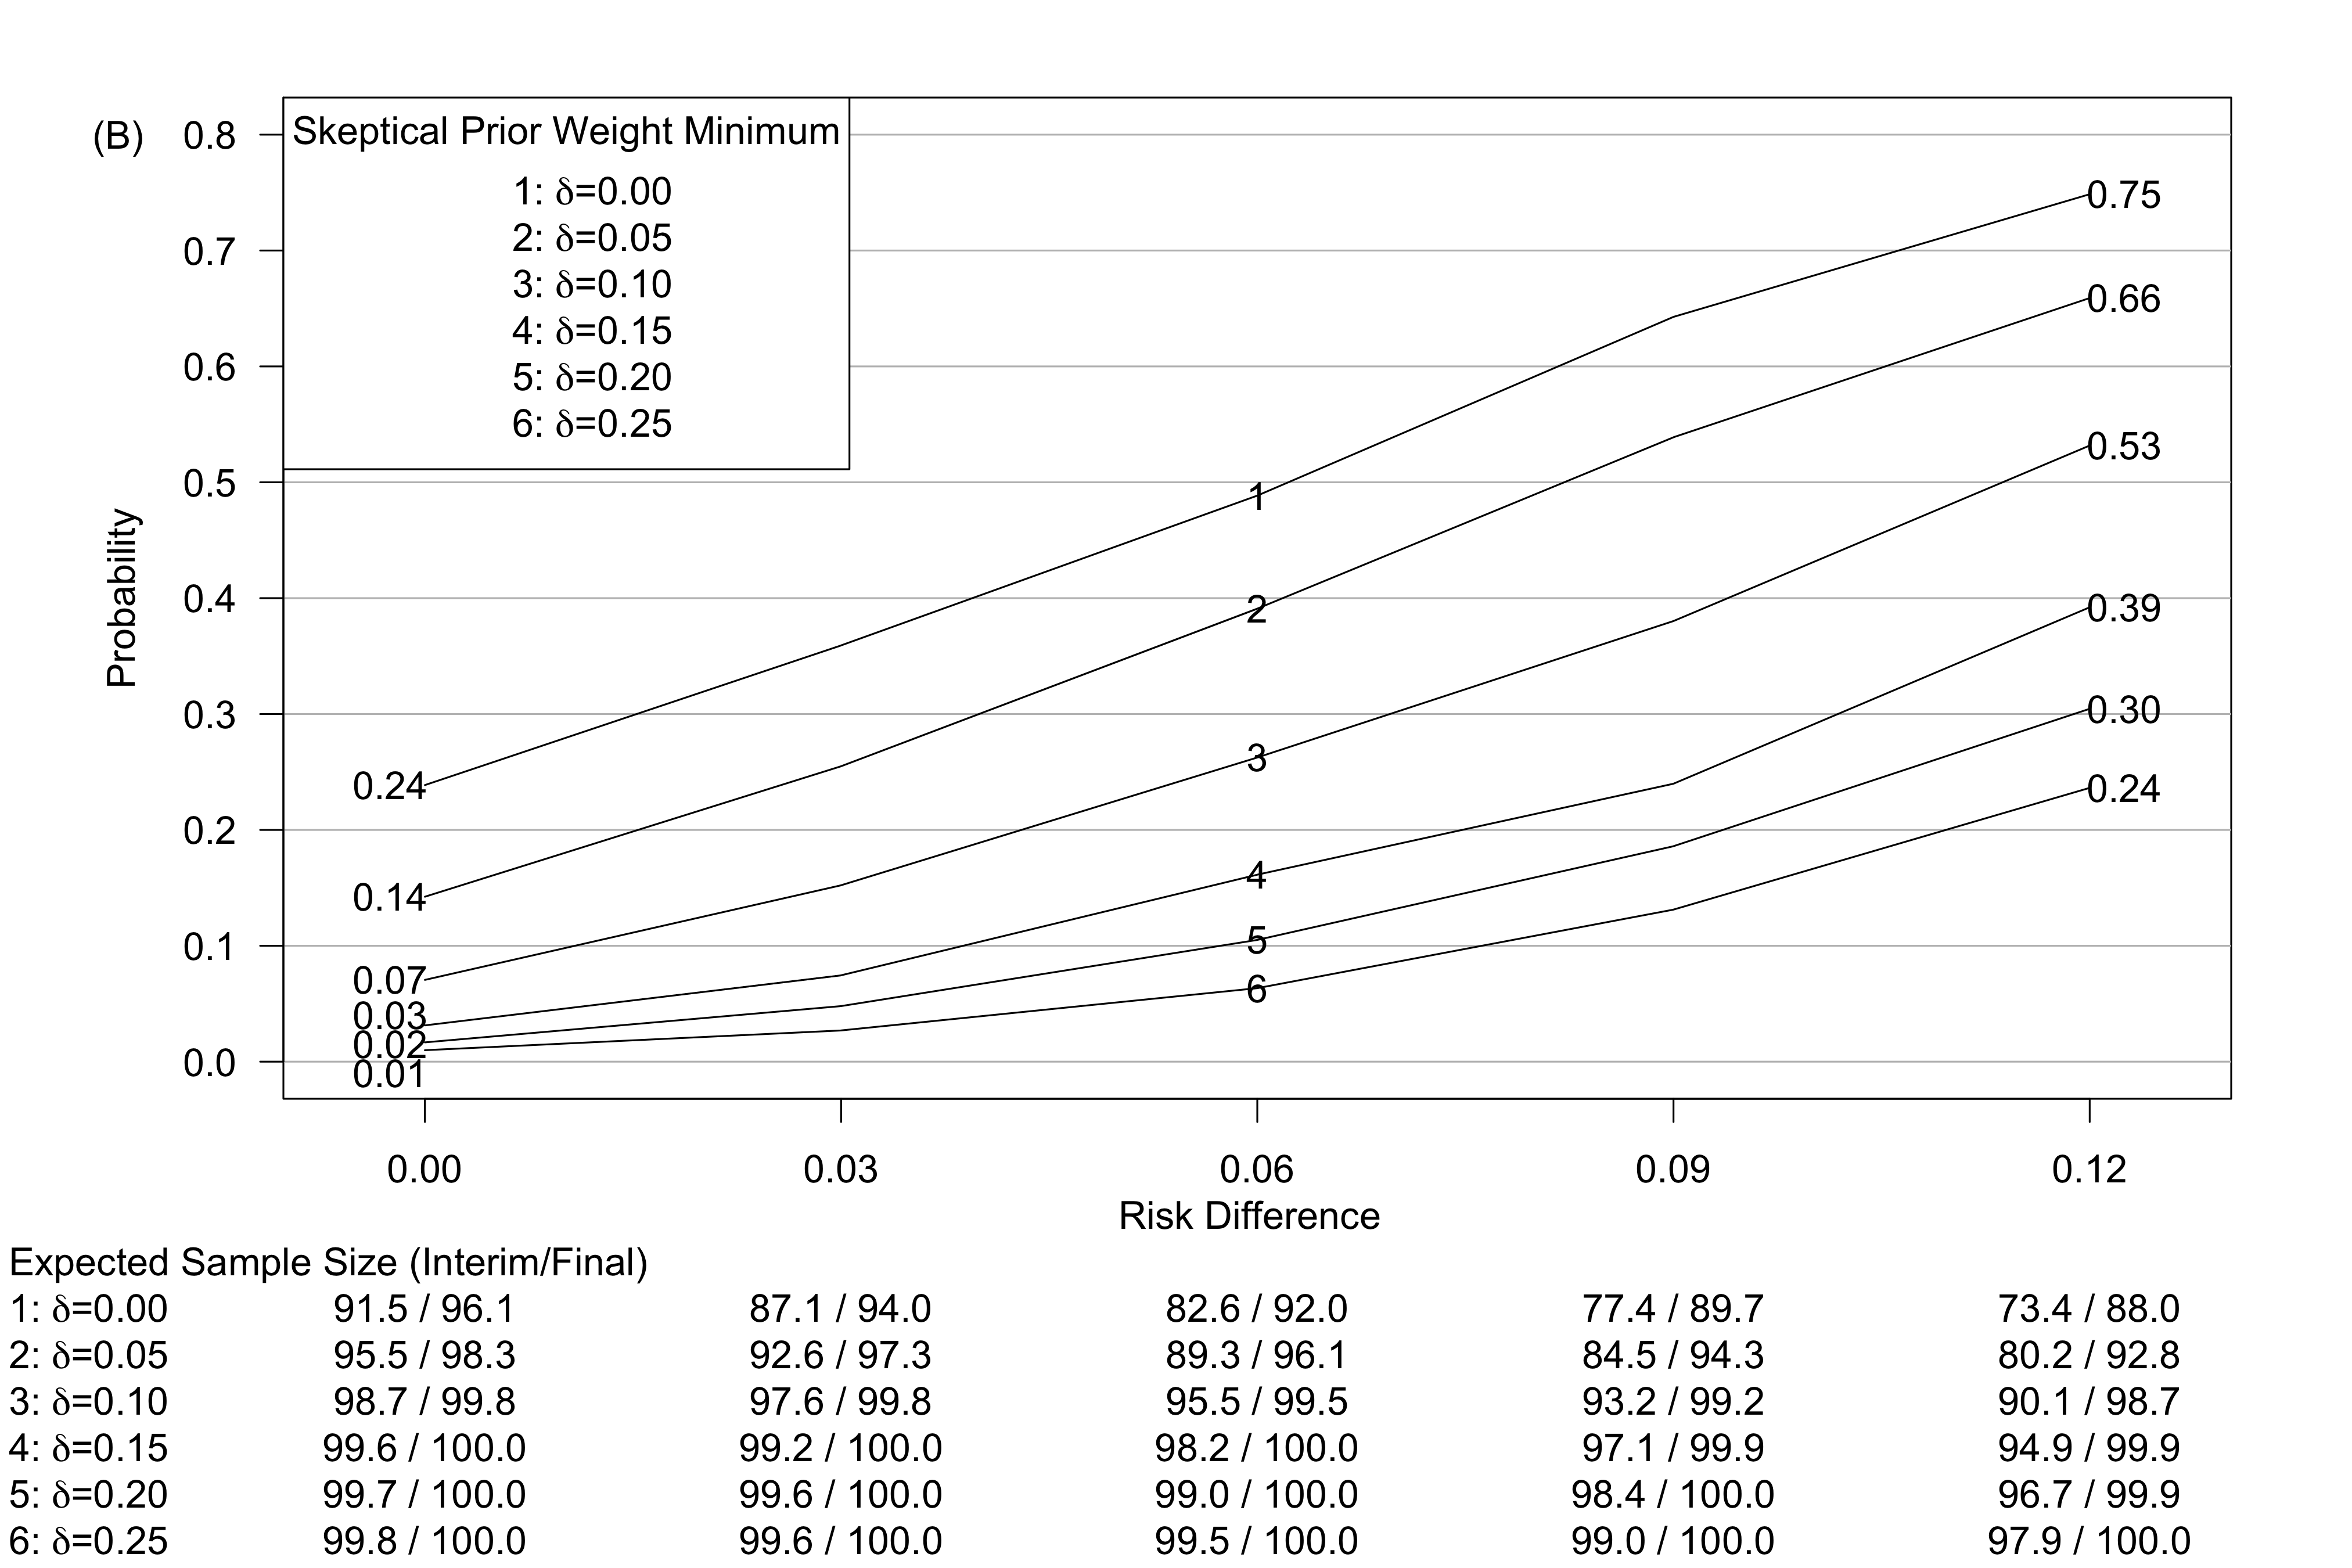 (B)
Skeptical Prior Weight Minimum
1: δ=0.00
2: δ=0.05
3: δ=0.10
4: δ=0.15
5: δ=0.20
6: δ=0.25
Probability
0.8
0.7
0.6
0.5
0.4
0.3
0.2
0.1
0.0
0.24
0.14
0.07
0.03
0.02
0.01
1
2
3
4
5
6
0.75
0.66
0.53
0.39
0.30
0.24
0.00 0.03 0.06 0.09 0.12
Risk Difference
Expected Sample Size (Interim/Final)
1: δ=0.00 91.5 / 96.1 87.1 / 94.0 82.6 / 92.0 77.4 / 89.7 73.4 / 88.0
2: δ=0.05 95.5 / 98.3 92.6 / 97.3 89.3 / 96.1 84.5 / 94.3 80.2 / 92.8
3: δ=0.10 98.7 / 99.8 97.6 / 99.8 95.5 / 99.5 93.2 / 99.2 90.1 / 98.7
4: δ=0.15 99.6 / 100.0 99.2 / 100.0 98.2 / 100.0 97.1 / 99.9 94.9 / 99.9
5: δ=0.20 99.7 / 100.0 99.6 / 100.0 99.0 / 100.0 98.4 / 100.0 96.7 / 99.9
6: δ=0.25 99.8 / 100.0 99.6 / 100.0 99.5 / 100.0 99.0 / 100.0 97.9 / 100.0